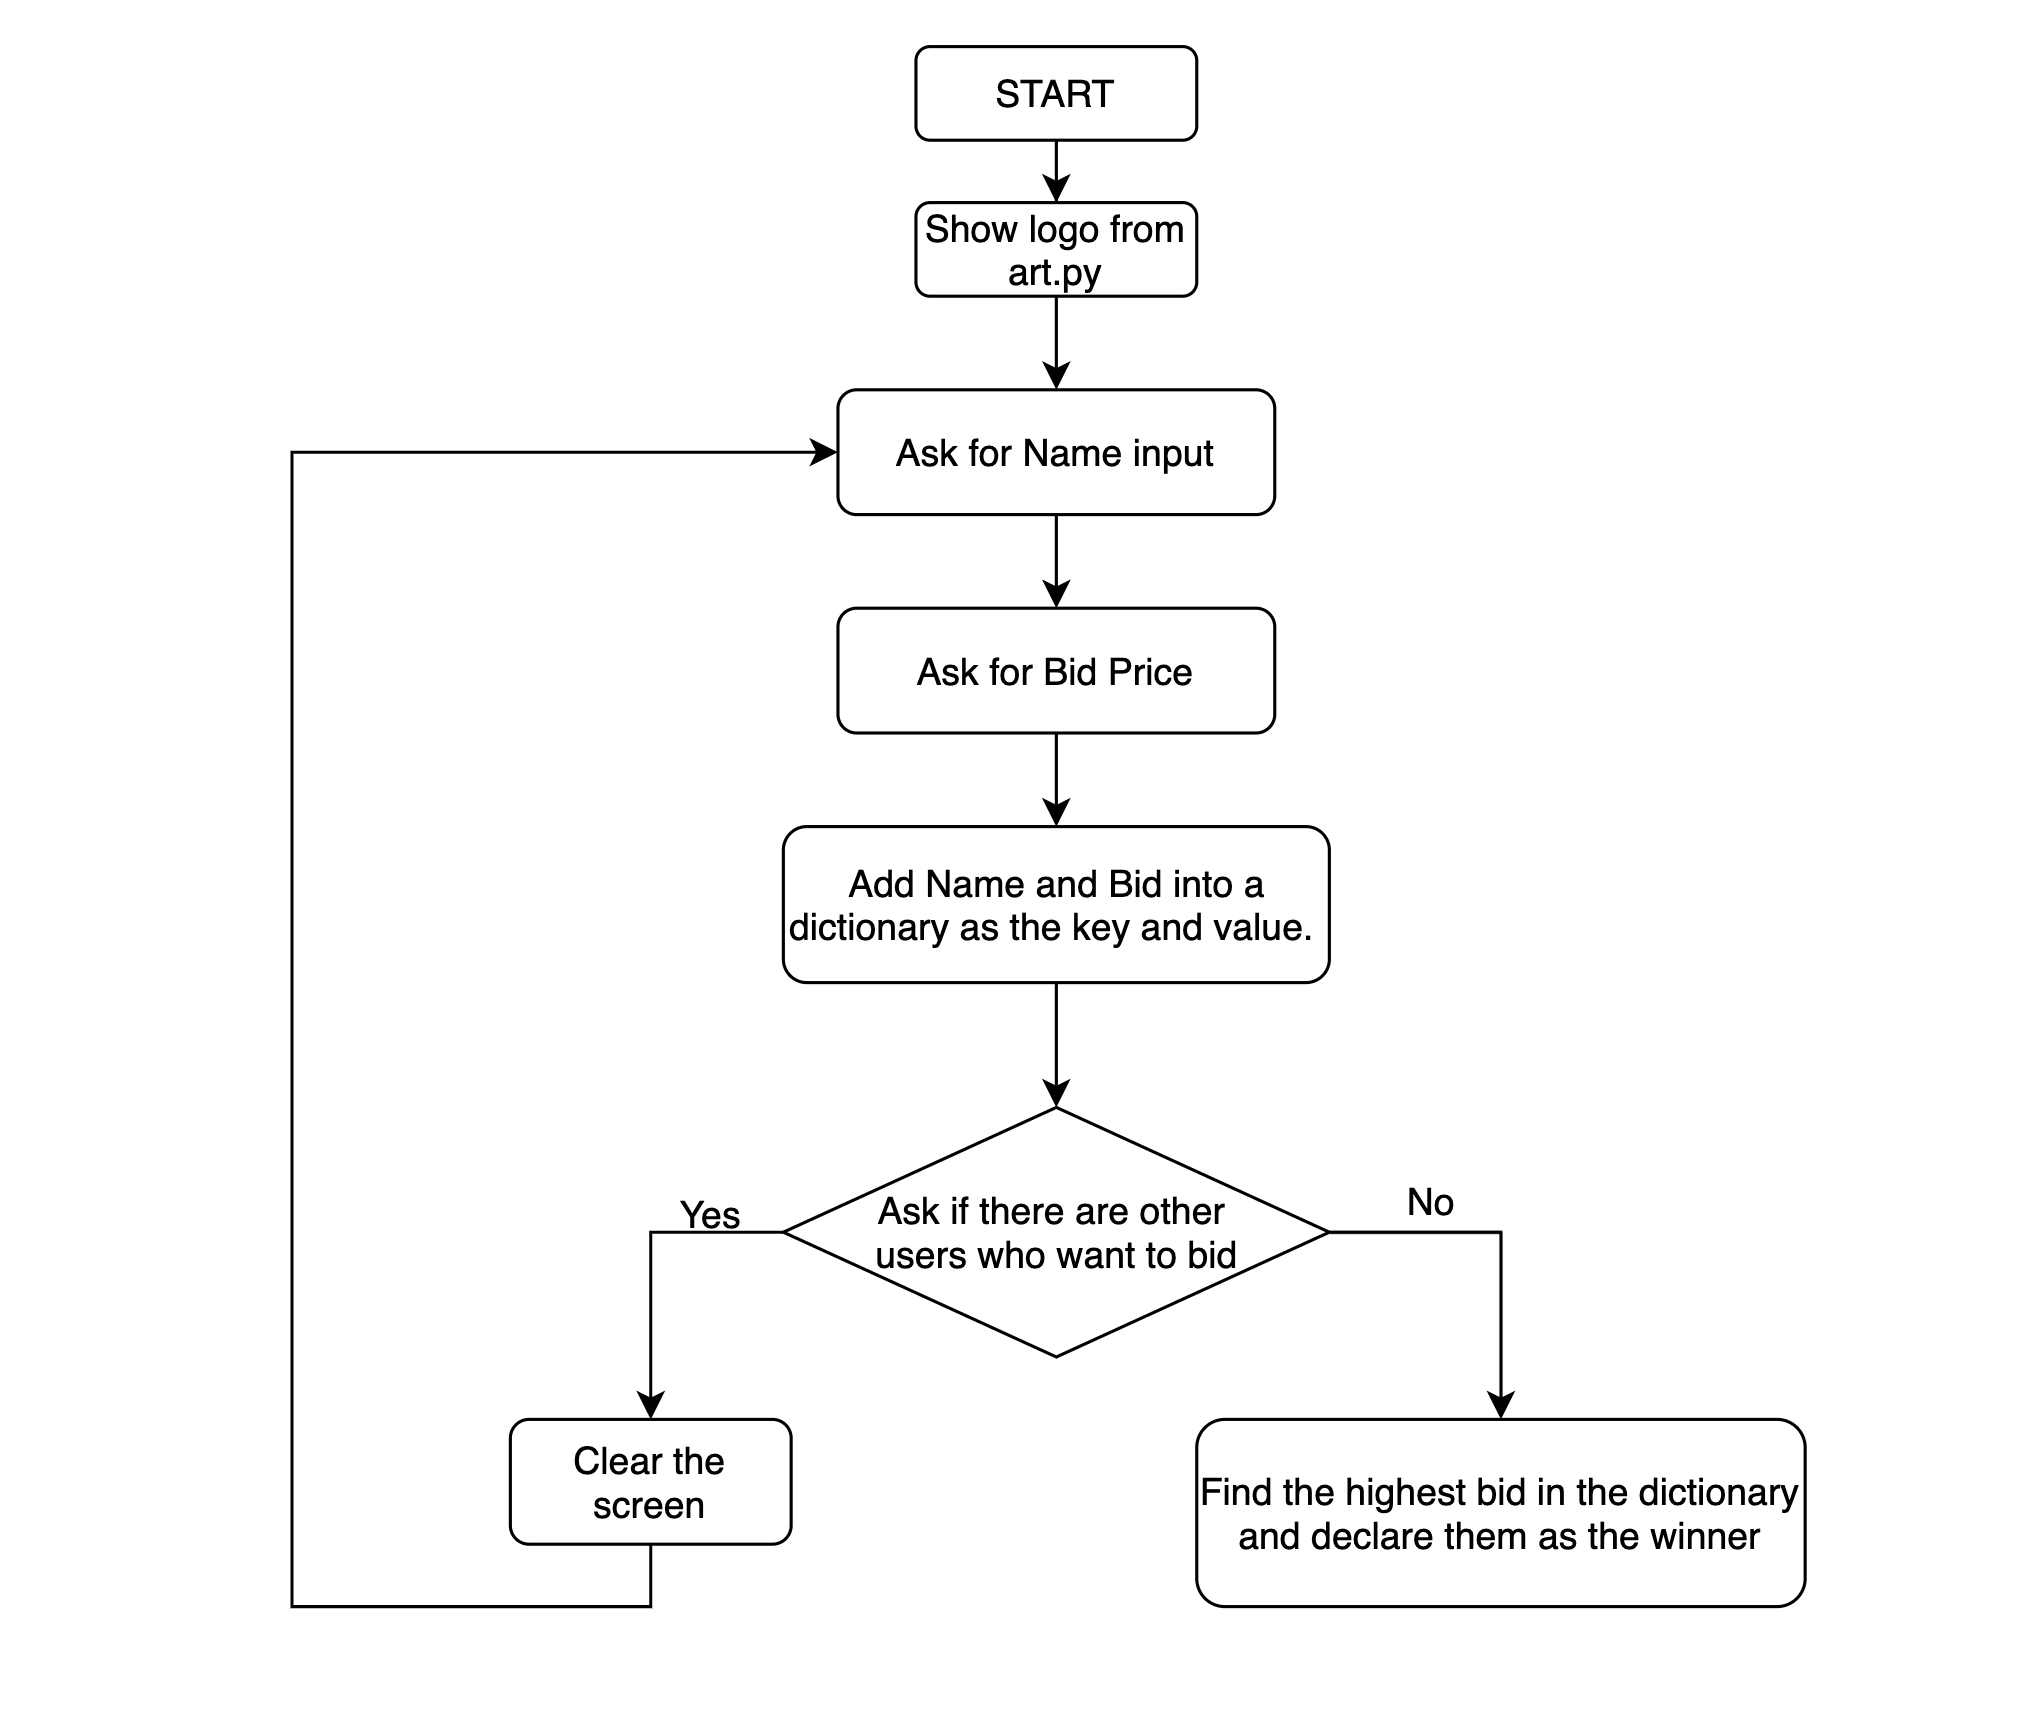 START
Show logo from
art.py
Ask for Name input
Ask for Bid Price
Add Name and Bid into a
dictionary as the key and value.
Ask if there are other
users who want to bid
Yes
No
Clear the
screen
Find the highest bid in the dictionary
and declare them as the winner